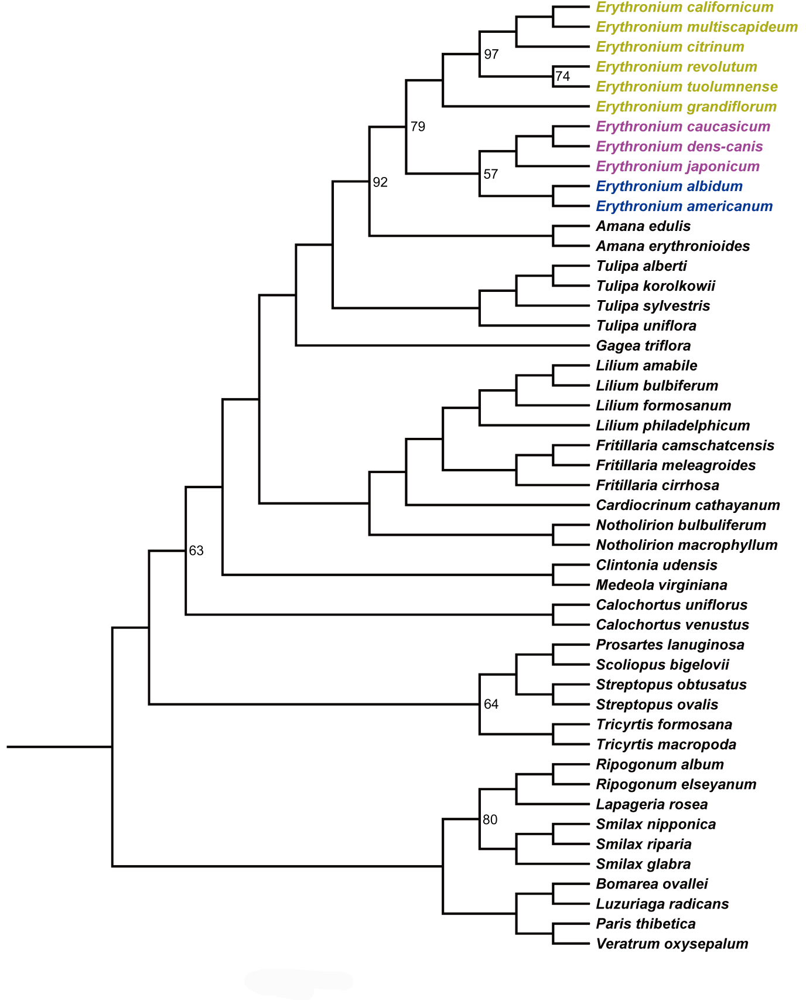 Erythronium californicum
Erythronium multiscapideum
Erythronium citrinum
97
Erythronium revolutum
74
Erythronium tuolumnense
Erythronium grandiflorum
Erythronium caucasicum
79
Erythronium dens-canis
Erythronium japonicum
57
Erythronium albidum
92
Erythronium americanum
Amana edulis
Amana erythronioides
Tulipa alberti
Tulipa korolkowii
Tulipa sylvestris
Tulipa uniflora
Gagea triflora
Lilium amabile
Lilium bulbiferum
Lilium formosanum
Lilium philadelphicum
Fritillaria camschatcensis
Fritillaria meleagroides
Fritillaria cirrhosa
Cardiocrinum cathayanum
Notholirion bulbuliferum
Notholirion macrophyllum
63
Clintonia udensis
Medeola virginiana
Calochortus uniflorus
Calochortus venustus
Prosartes lanuginosa
Scoliopus bigelovii
Streptopus obtusatus
64
Streptopus ovalis
Tricyrtis formosana
Tricyrtis macropoda
Ripogonum album
Ripogonum elseyanum
Lapageria rosea
80
Smilax nipponica
Smilax riparia
Smilax glabra
Bomarea ovallei
Luzuriaga radicans
Paris thibetica
Veratrum oxysepalum